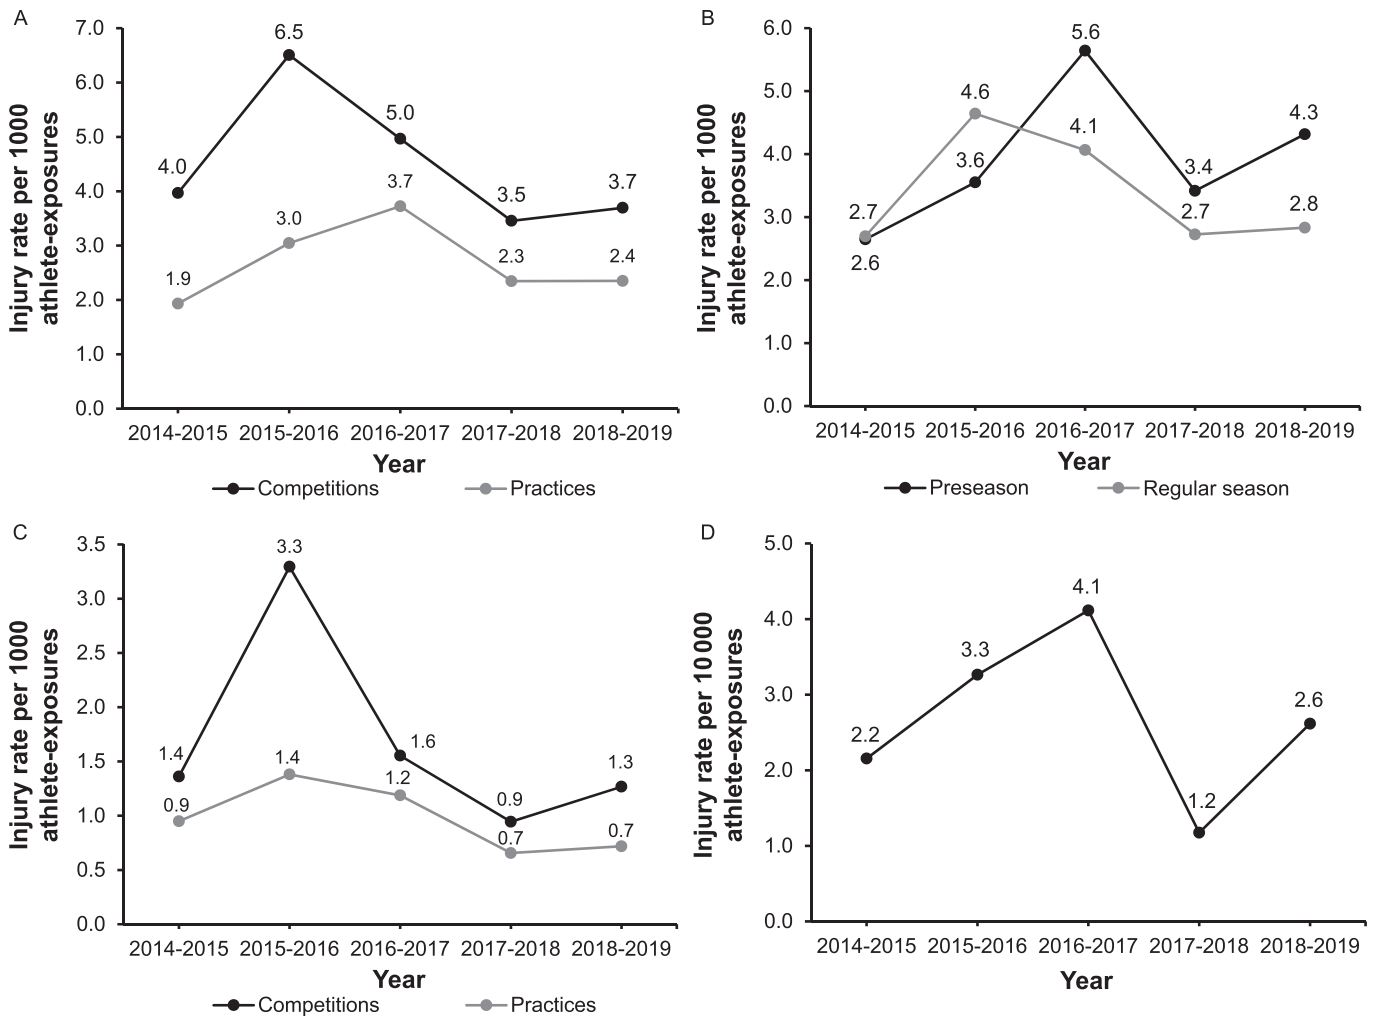 A
Injury rate per 1000
athlete-exposures
7.0
6.0
5.0
4.0
3.0
2.0
1.0
0.0
4.0
6.5
5.0
3.5
3.7
1.9
3.0
3.7
2.3
2.4
2014-2015 2015-2016 2016-2017 2017-2018 2018-2019
Year
Competitions Practices
B
Injury rate per 1000
athlete-exposures
6.0
5.0
4.0
3.0
2.0
1.0
0.0
2.6
3.6
5.6
3.4
4.3
2.7
4.6
4.1
2.7
2.8
2014-2015 2015-2016 2016-2017 2017-2018 2018-2019
Year
Preseason Regular season
C
Injury rate per 1000
athlete-exposures
3.5
3.0
2.5
2.0
1.5
1.0
0.5
0.0
1.4
3.3
1.6
0.9
1.3
0.9
1.4
1.2
0.7
0.7
2014-2015 2015-2016 2016-2017 2017-2018 2018-2019
Year
Competitions Practices
D
Injury rate per 10 000
athlete-exposures
5.0
4.0
3.0
2.0
1.0
0.0
2.2
3.3
4.1
1.2
2.6
2014-2015 2015-2016 2016-2017 2017-2018 2018-2019
Year